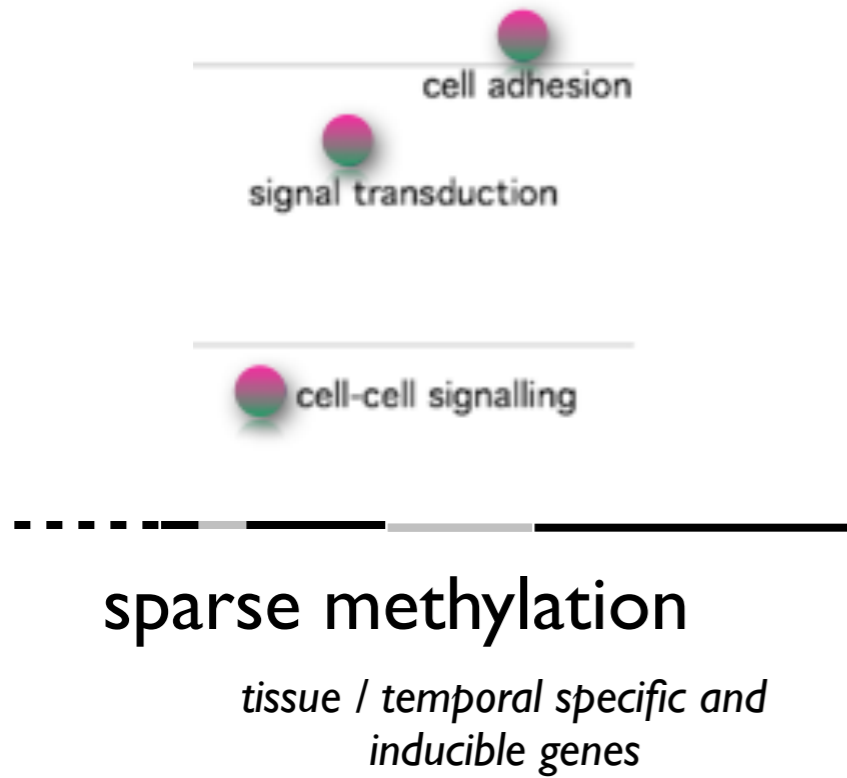 cell adhesion
signal transduction
cell-cell signalling
sparse methylation
tissue / temporal specific and
inducible genes